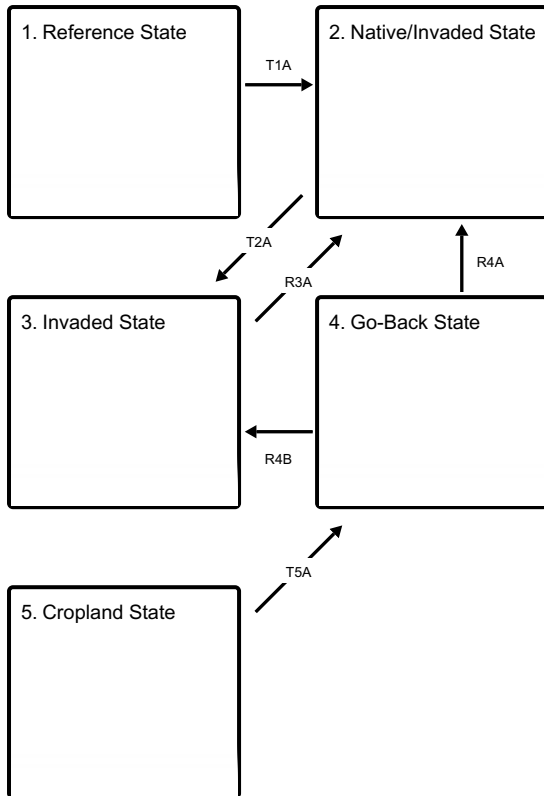 1. Reference State
T1A
2. Native/Invaded State
T2A
R3A
R4A
3. Invaded State
4. Go-Back State
R4B
T5A
5. Cropland State